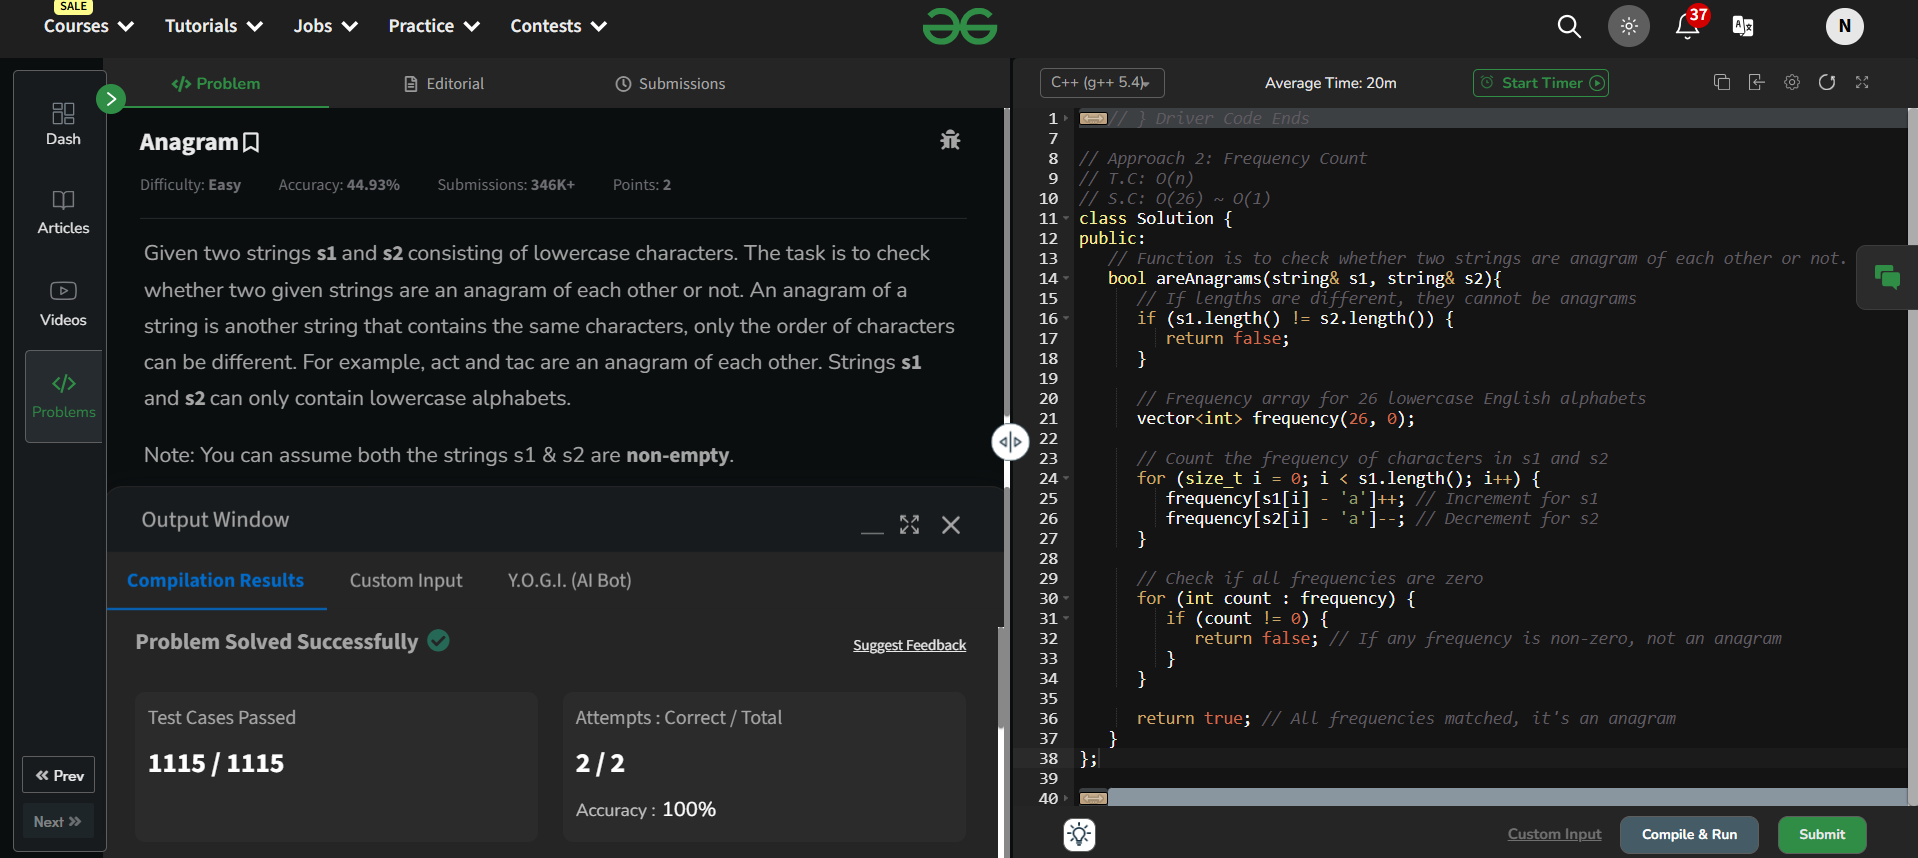 SALE
Courses
Tutorials
Jobs
Practice
Contests
37
N
Dash
Articles
Videos
Problems
Prev
Next
Problem
Editorial
Submissions
Anagram
Difficulty: Easy
Accuracy: 44.93%
Submissions: 346K+
Points: 2
Given two strings s1 and s2 consisting of lowercase characters. The task is to check
whether two given strings are an anagram of each other or not. An anagram of a
string is another string that contains the same characters, only the order of characters
can be different. For example, act and tac are an anagram of each other. Strings s1
and s2 can only contain lowercase alphabets.
Note: You can assume both the strings s1 & s2 are non-empty.
Output Window
Compilation Results
Custom Input
Y.O.G.I. (AI Bot)
Problem Solved Successfully
Suggest Feedback
Test Cases Passed
1115 / 1115
Attempts : Correct / Total
2 / 2
Accuracy : 100%
C++ (g++ 5.4)
Average Time: 20m
Start Timer
1 // } Driver Code Ends
7
8 // Approach 2: Frequency Count
9 // T.C: O(n)
10 // S.C: O(26) ~ O(1)
11 class Solution {
12 public:
13 // Function is to check whether two strings are anagram of each other or not.
14 bool areAnagrams(string& s1, string& s2){
15 // If lengths are different, they cannot be anagrams
16 if (s1.length() != s2.length()) {
17 return false;
18 }
19
20 // Frequency array for 26 lowercase English alphabets
21 vector<int> frequency(26, 0);
22
23 // Count the frequency of characters in s1 and s2
24 for (size_t i = 0; i < s1.length(); i++) {
25 frequency[s1[i] - 'a']++; // Increment for s1
26 frequency[s2[i] - 'a']--; // Decrement for s2
27 }
28
29 // Check if all frequencies are zero
30 for (int count : frequency) {
31 if (count != 0) {
32 return false; // If any frequency is non-zero, not an anagram
33 }
34 }
35
36 return true; // All frequencies matched, it's an anagram
37 }
38 };
39
40
Custom Input
Compile & Run
Submit